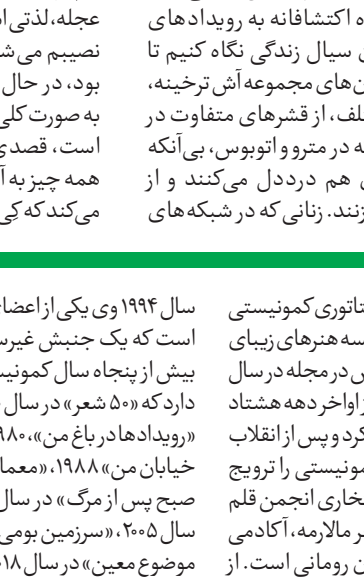 ه اکتشافانه به رویدادهای
سیال زندگی نگاه کنیم تا
ن‌های مجموعه آش ترخینه،
لف، از قشرهای متفاوت در
ه در مترو و اتوبوس، بی‌آنکه
هم درددل می‌کنند و از
زنند. زنانی که در شبکه‌های
عجله، لذتی
نصیبم می‌ش
بود، در حال
به صورت کلی
است، قصدی
همه چیز به آ
می‌کند که کِی
تاتوری کمونیستی
سه هنرهای زیبای
ش در مجله در سال
ز اواخر دهه هشتاد
کرد و پس از انقلاب
مونیستی را ترویج
خاری انجمن قلم
ر مالارمه، آکادمی
ن رومانی است. از
سال ۱۹۹۴ وی یکی از اعضا
است که یک جنبش غیرس
بیش از پنجاه سال کمونیس
دارد که «۵۰ شعر» در سال
«رویدادها در باغ من»، ۹۸۰
خیابان من» ۱۹۸۸، «معما
صبح پس از مرگ» در سال
سال ۲۰۰۵، «سرزمین بومی
موضوع معین» در سال ۰۱۸